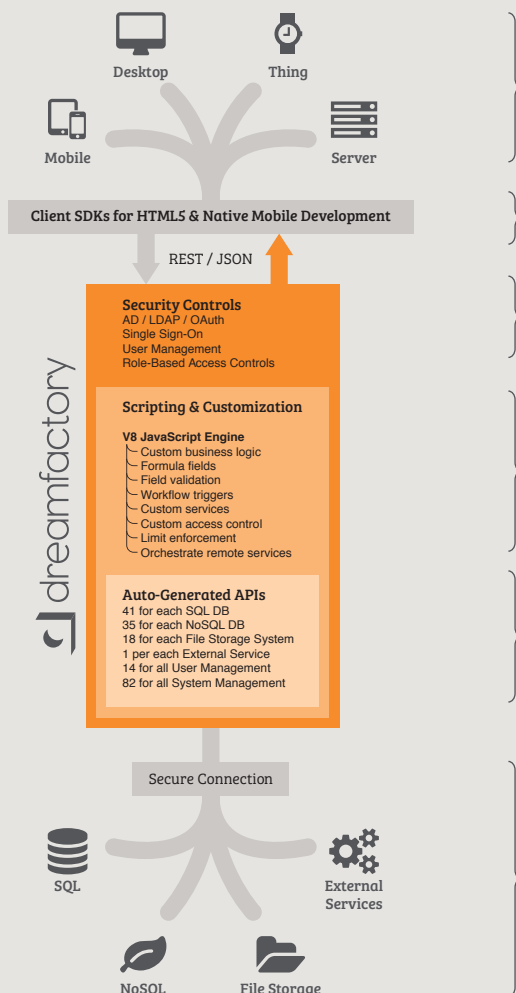 Desktop
Thing
Mobile
Server
Client SDKs for HTML5 & Native Mobile Development
REST / JSON
Security Controls
AD / LDAP / OAuth
Single Sign-On
User Management
Role-Based Access Controls
dreamfactory
Scripting & Customization
V8 JavaScript Engine
Custom business logic
Formula fields
Field validation
Workflow triggers
Custom services
Custom access control
Limit enforcement
Orchestrate remote services
Auto-Generated APIs
41 for each SQL DB
35 for each NoSQL DB
18 for each File Storage System
1 per each External Service
14 for all User Management
82 for all System Management
Secure Connection
SQL
External
Services
NoSQL
File Storage